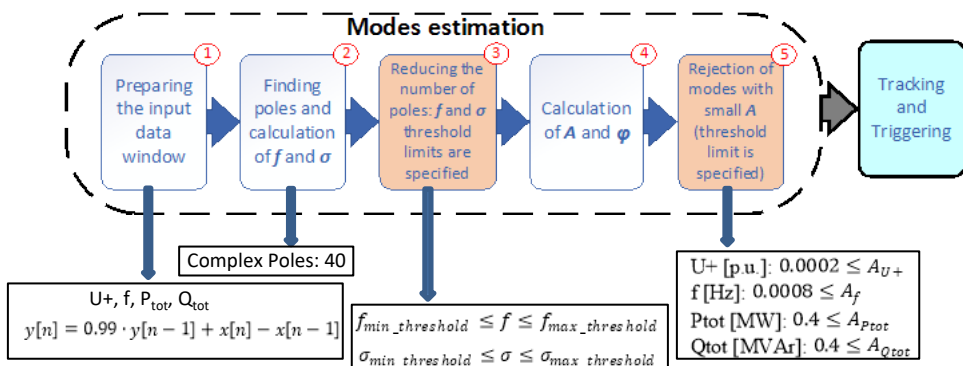 Modes estimation
1
Preparing
the input
data
window
2
Finding
poles and
calculation
of f and σ
3
Reducing the
number of
poles: f and σ
threshold
limits are
specified
4
Calculation
of A and φ
5
Rejection of
modes with
small A
(threshold
limit is
specified)
Tracking
and
Triggering
U+, f, Ptot, Qtot
y[n] = 0.99 · y[n − 1] + x[n] − x[n − 1]
Complex Poles: 40
fmin_threshold ≤ f ≤ fmax_threshold
σmin_threshold ≤ σ ≤ σmax_threshold
U+ [p.u.]: 0.0002 ≤ AU+
f [Hz]: 0.0008 ≤ Af
Ptot [MW]: 0.4 ≤ APtot
Qtot [MVAr]: 0.4 ≤ AQtot